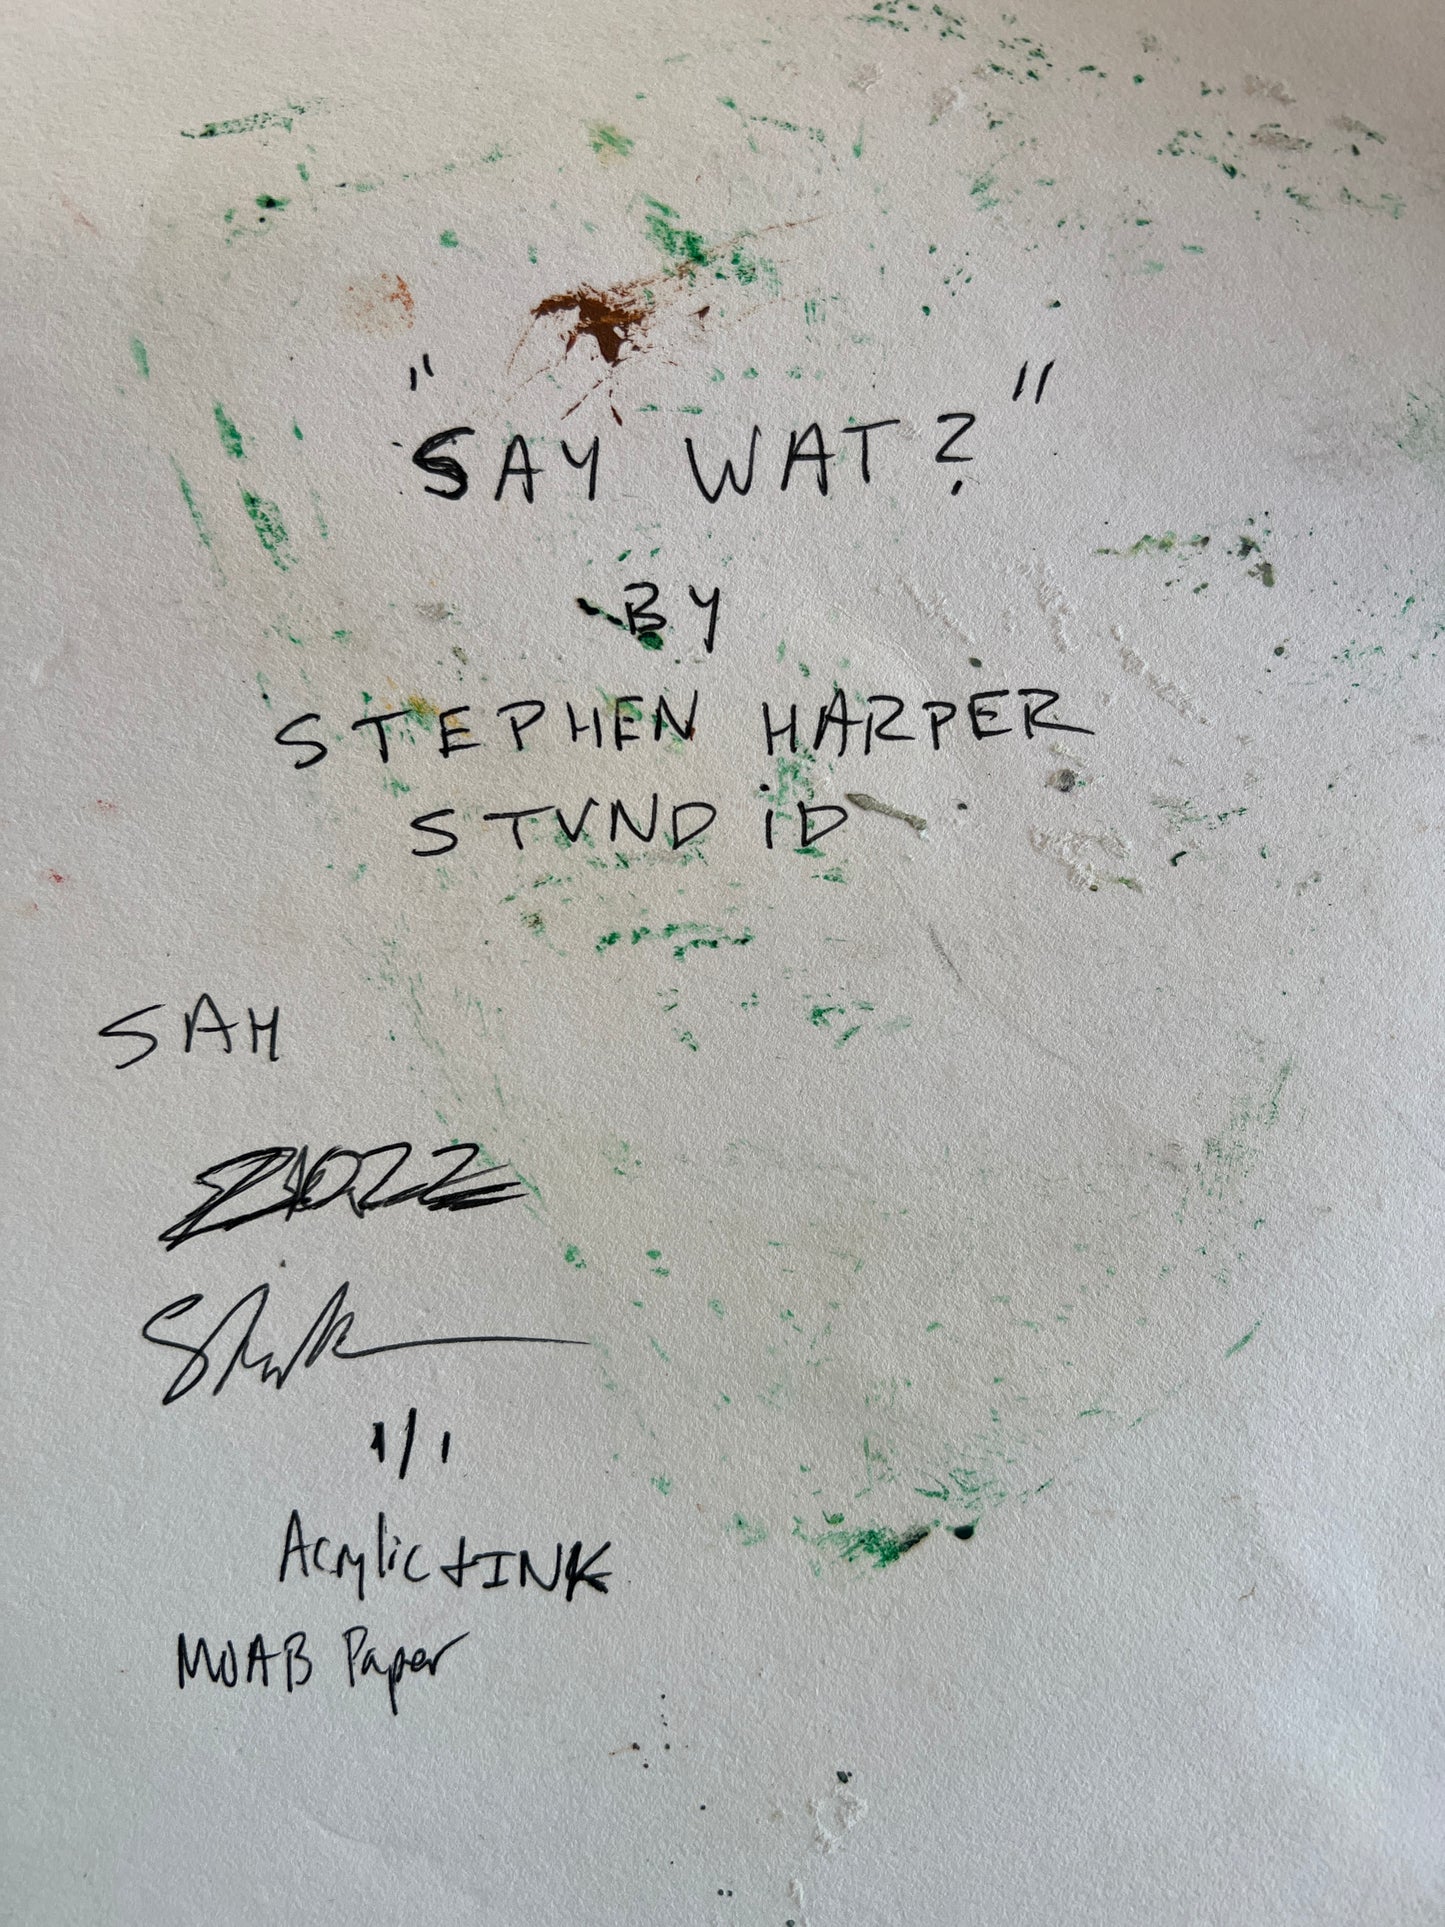 "SAY WAT?"
BY
STEPHEN HARPER
STVND iD
SAH
2022
1/1
Acrylic + INK
MOAB Paper